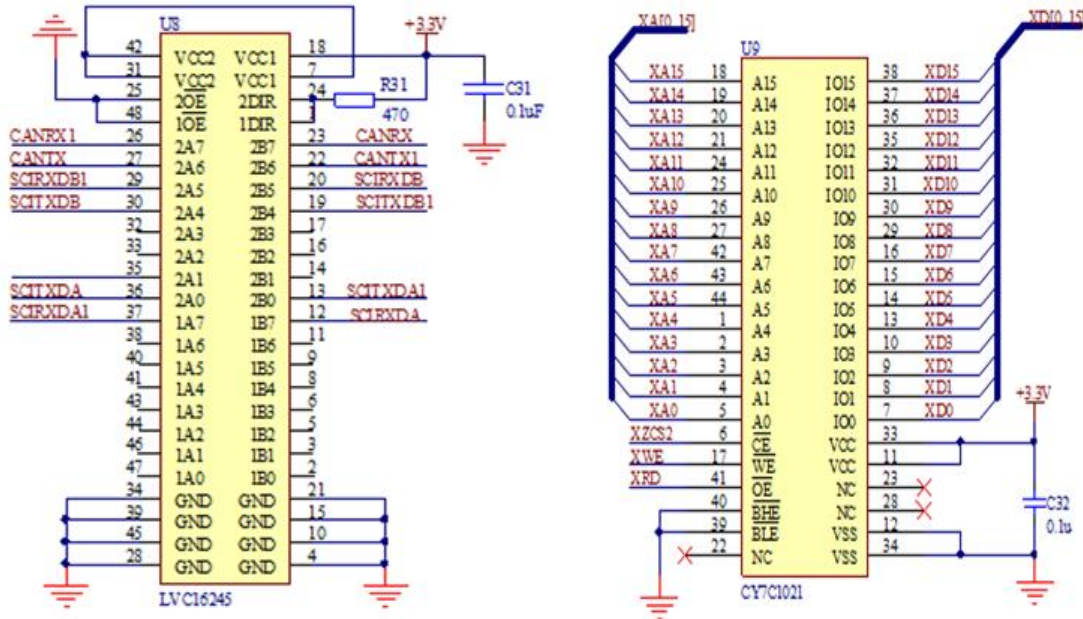 U8
+3.3V
42 VCC2 VCC1 18
31 VCC2 VCC1 7
25 2OE 2DIR 24 R31
48 1OE 1DIR 1 470
C31
0.1uF
CANRX1 26 2A7 2B7 23 CANRX
CANTX 27 2A6 2B6 22 CANTX1
SCIRXDB1 29 2A5 2B5 20 SCIRXDB
SCITXDB 30 2A4 2B4 19 SCITXDB1
32 2A3 2B3 17
33 2A2 2B2 16
35 2A1 2B1 14
SCITXDA 36 2A0 2B0 13 SCITXDA1
SCIRXDA1 37 1A7 1B7 12 SCIRXDA
38 1A6 1B6 11
40 1A5 1B5 9
41 1A4 1B4 8
43 1A3 1B3 6
44 1A2 1B2 5
46 1A1 1B1 3
47 1A0 1B0 2
34 GND GND 21
39 GND GND 15
45 GND GND 10
28 GND GND 4
LVC16245
XA[0..15] XD[0..15]
U9
XA15 18 A15 IO15 38 XD15
XA14 19 A14 IO14 37 XD14
XA13 20 A13 IO13 36 XD13
XA12 21 A12 IO12 35 XD12
XA11 24 A11 IO11 32 XD11
XA10 25 A10 IO10 31 XD10
XA9 26 A9 IO9 30 XD9
XA8 27 A8 IO8 29 XD8
XA7 42 A7 IO7 16 XD7
XA6 43 A6 IO6 15 XD6
XA5 44 A5 IO5 14 XD5
XA4 1 A4 IO4 13 XD4
XA3 2 A3 IO3 10 XD3
XA2 3 A2 IO2 9 XD2
XA1 4 A1 IO1 8 XD1
XA0 5 A0 IO0 7 XD0
XZCS2 6 CE VCC 33
XWE 17 WE VCC 11
XRD 41 OE NC 23
40 BHE NC 28
39 BLE VSS 12
22 NC VSS 34
+3.3V
C32
0.1u
CY7C1021